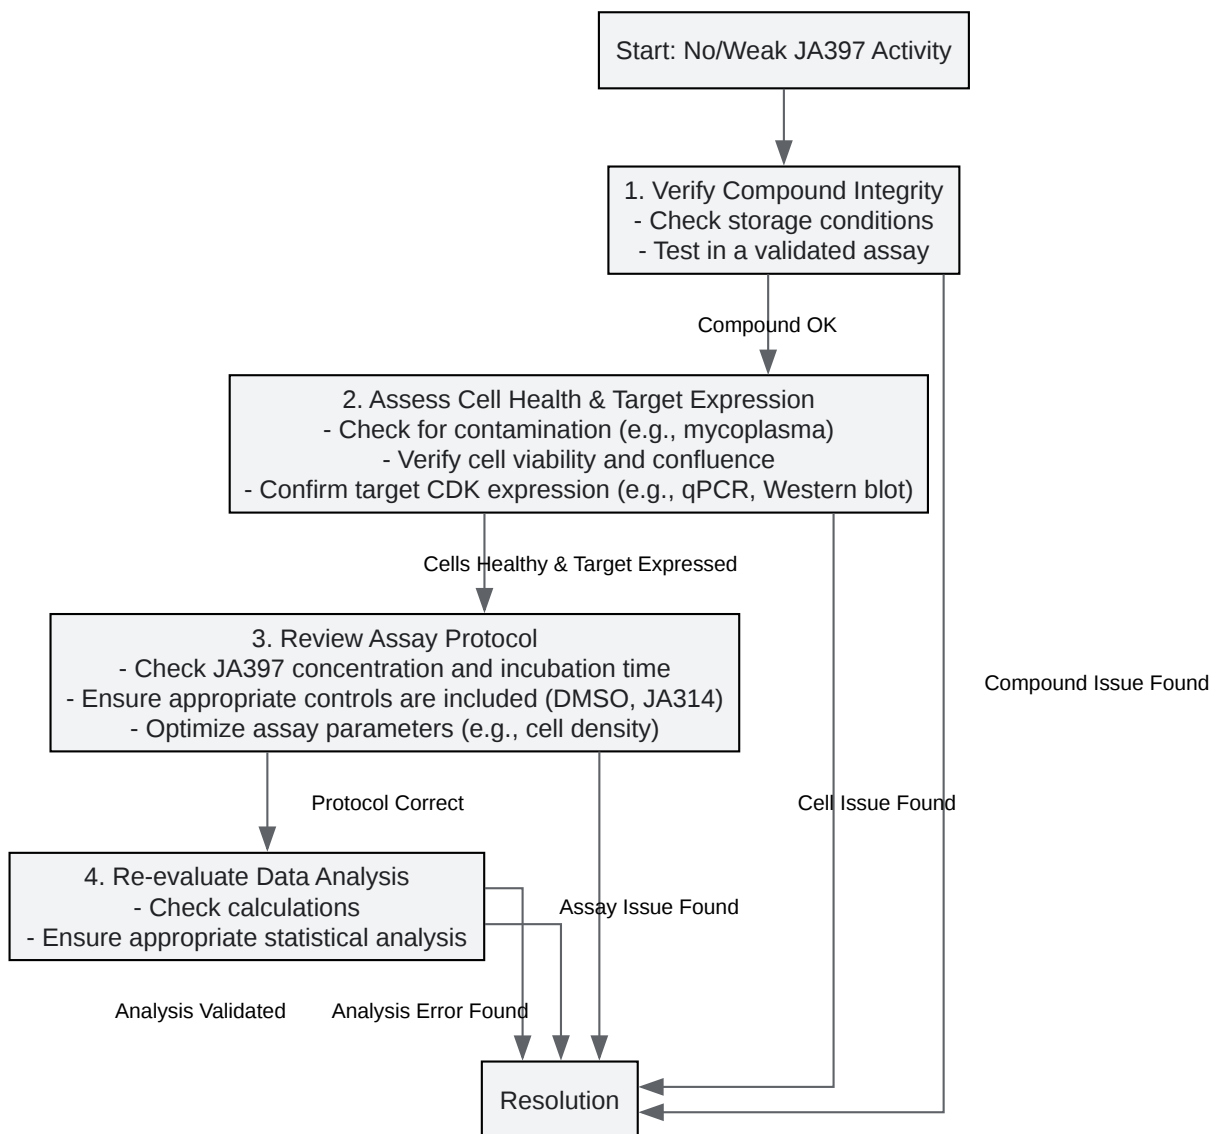 Start: No/Weak JA397 Activity
1. Verify Compound Integrity
- Check storage conditions
- Test in a validated assay
Compound OK
2. Assess Cell Health & Target Expression
- Check for contamination (e.g., mycoplasma)
- Verify cell viability and confluence
- Confirm target CDK expression (e.g., qPCR, Western blot)
Cells Healthy & Target Expressed
3. Review Assay Protocol
- Check JA397 concentration and incubation time
- Ensure appropriate controls are included (DMSO, JA314)
- Optimize assay parameters (e.g., cell density)
Compound Issue Found
Protocol Correct
Cell Issue Found
4. Re-evaluate Data Analysis
- Check calculations
- Ensure appropriate statistical analysis
Assay Issue Found
Analysis Validated
Analysis Error Found
Resolution